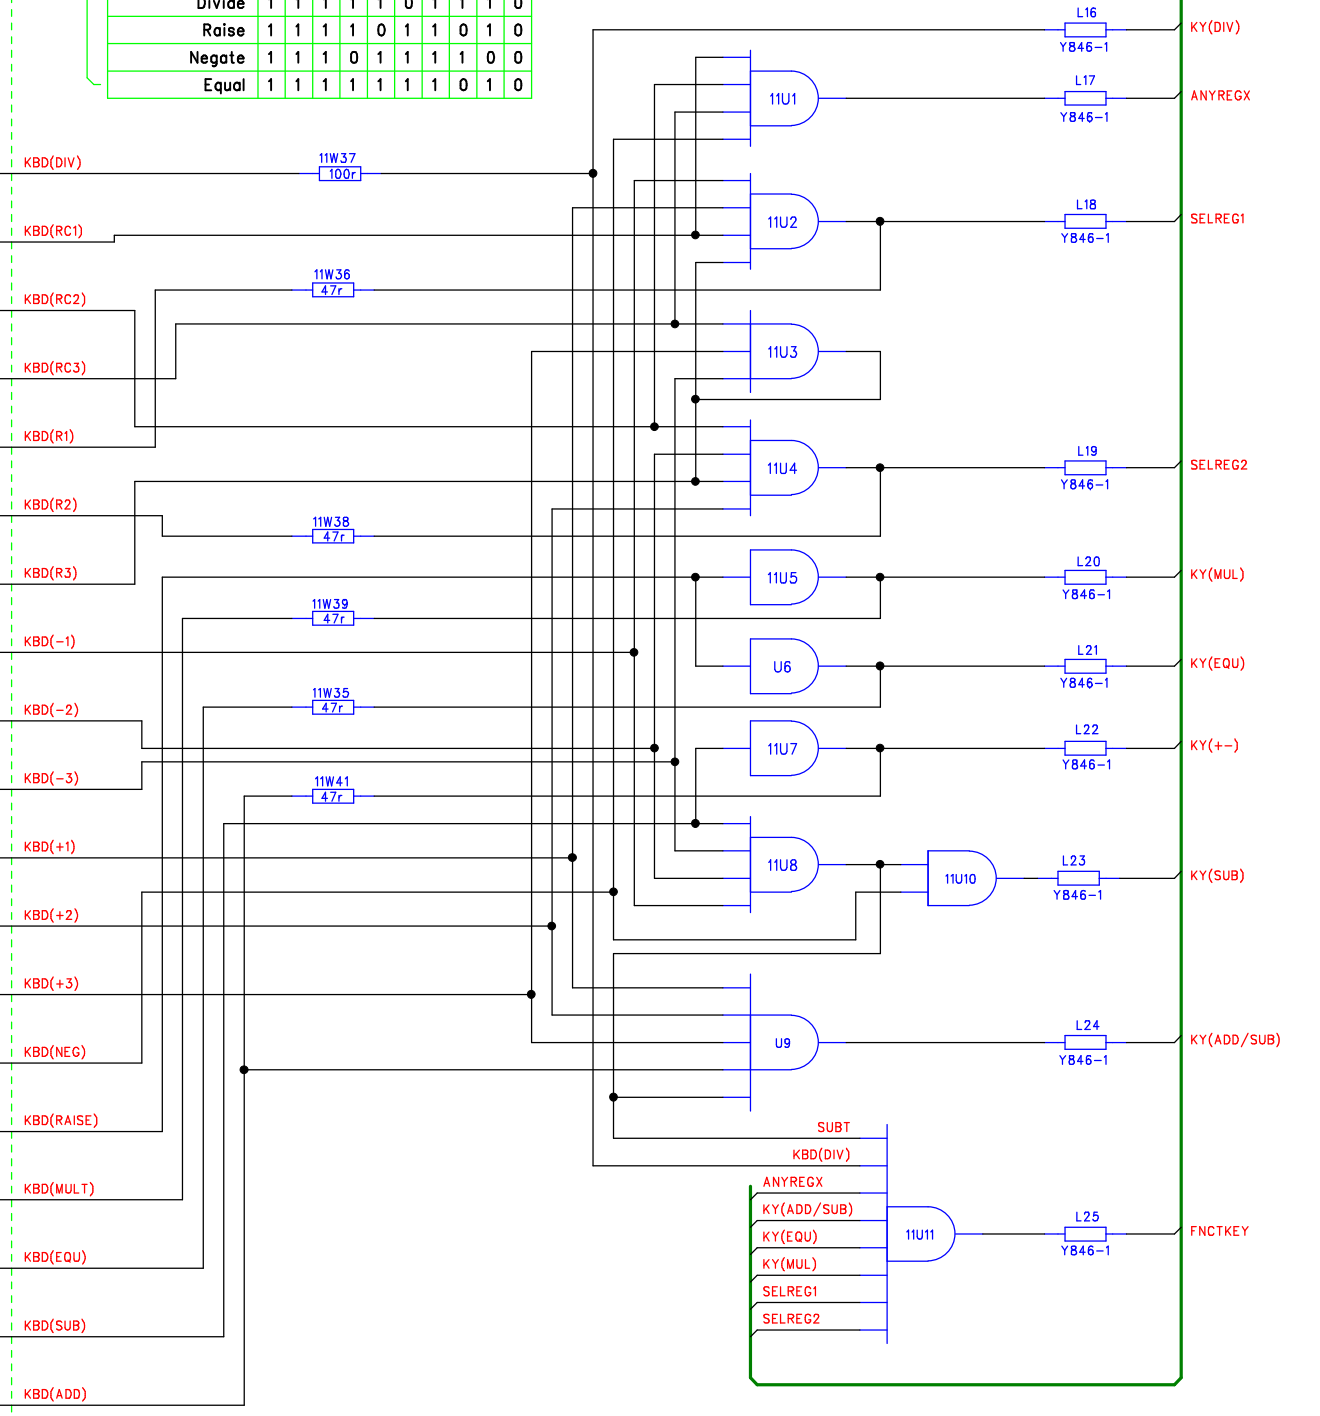 Divide 1 1 1 1 1 0 1 1 1 0
Raise 1 1 1 1 0 1 1 0 1 0
Negate 1 1 1 0 1 1 1 1 0 0
Equal 1 1 1 1 1 1 1 0 1 0
L16
KY(DIV)
Y846-1
L17
11U1
ANYREGX
Y846-1
KBD(DIV)
11W37
100r
L18
11U2
SELREG1
Y846-1
KBD(RC1)
11W36
47r
KBD(RC2)
11U3
KBD(RC3)
KBD(R1)
L19
11U4
SELREG2
Y846-1
KBD(R2)
11W38
47r
KBD(R3)
L20
11U5
KY(MUL)
Y846-1
11W39
47r
KBD(-1)
L21
U6
KY(EQU)
Y846-1
11W35
47r
KBD(-2)
L22
11U7
KY(+-)
Y846-1
KBD(-3)
11W41
47r
KBD(+1)
11U8
11U10
L23
KY(SUB)
Y846-1
KBD(+2)
KBD(+3)
L24
U9
KY(ADD/SUB)
Y846-1
KBD(NEG)
KBD(RAISE)
SUBT
KBD(DIV)
KBD(MULT)
ANYREGX
KY(ADD/SUB)
KY(EQU)
KY(MUL)
SELREG1
SELREG2
11U11
L25
FNCTKEY
Y846-1
KBD(EQU)
KBD(SUB)
KBD(ADD)